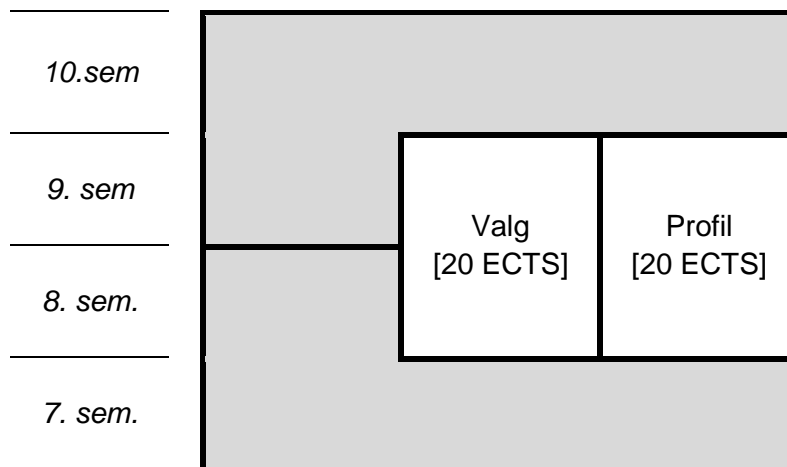 10.sem
9. sem
Valg
[20 ECTS]
Profil
[20 ECTS]
8. sem.
7. sem.